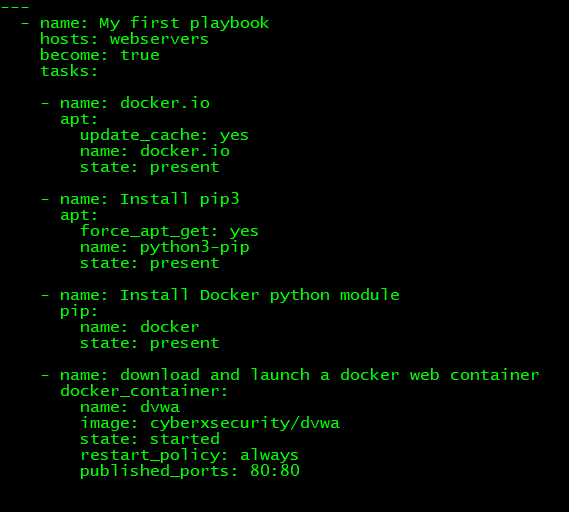 ---
  - name: My first playbook
    hosts: webservers
    become: true
    tasks:

    - name: docker.io
      apt:
        update_cache: yes
        name: docker.io
        state: present

    - name: Install pip3
      apt:
        force_apt_get: yes
        name: python3-pip
        state: present

    - name: Install Docker python module
      pip:
        name: docker
        state: present

    - name: download and launch a docker web container
      docker_container:
        name: dvwa
        image: cyberxsecurity/dvwa
        state: started
        restart_policy: always
        published_ports: 80:80